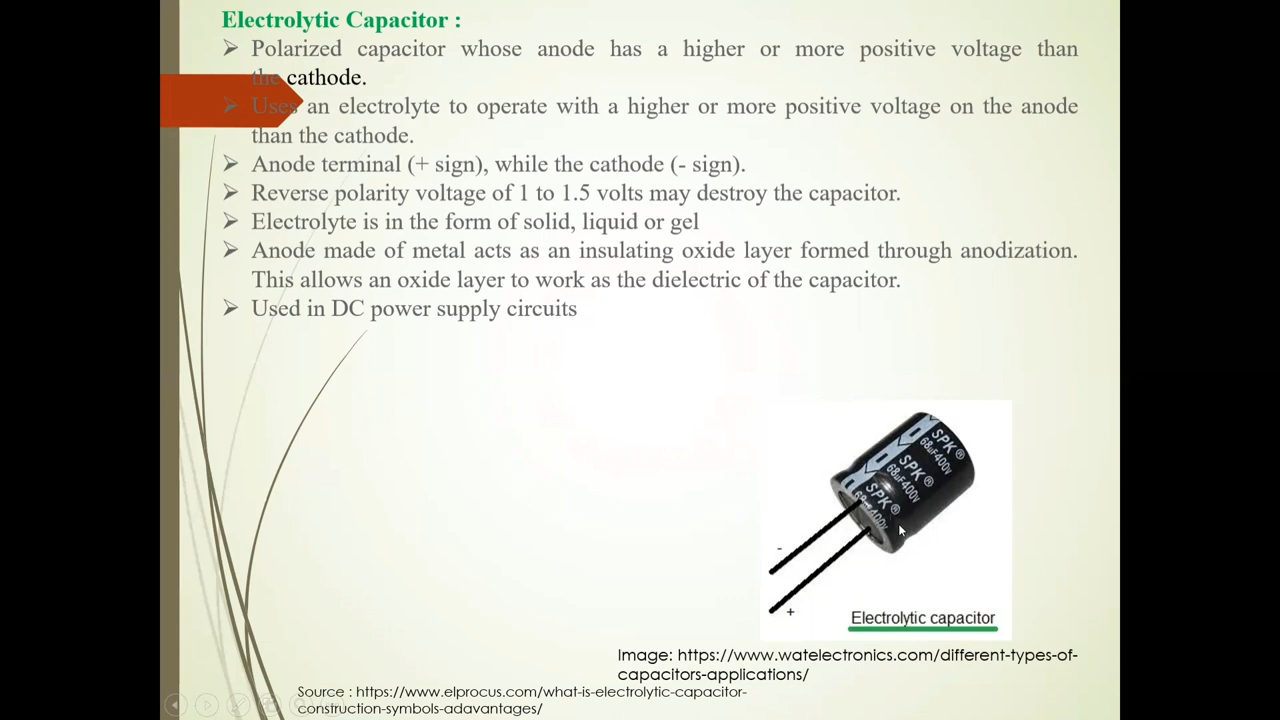 Electrolytic Capacitor :
➢ Polarized capacitor whose anode has a higher or more positive voltage than
the cathode.
➢ Uses an electrolyte to operate with a higher or more positive voltage on the anode
than the cathode.
➢ Anode terminal (+ sign), while the cathode (- sign).
➢ Reverse polarity voltage of 1 to 1.5 volts may destroy the capacitor.
➢ Electrolyte is in the form of solid, liquid or gel
➢ Anode made of metal acts as an insulating oxide layer formed through anodization.
This allows an oxide layer to work as the dielectric of the capacitor.
➢ Used in DC power supply circuits
SPK®
68uF400v
SPK®
68uF400v
SPK®
-
+
Electrolytic capacitor
Image: https://www.watelectronics.com/different-types-of-
capacitors-applications/
Source : https://www.elprocus.com/what-is-electrolytic-capacitor-
construction-symbols-adavantages/